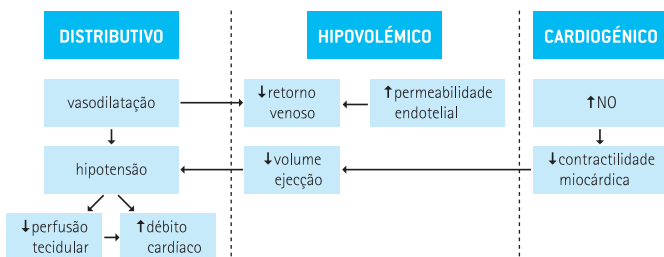 DISTRIBUTIVO
HIPOVOLÉMICO
CARDIOGÉNICO
vasodilatação
↓retorno
venoso
↑permeabilidade
endotelial
↑NO
hipotensão
↓volume
ejecção
↓contractilidade
miocárdica
↓perfusão
tecidular
↑débito
cardíaco